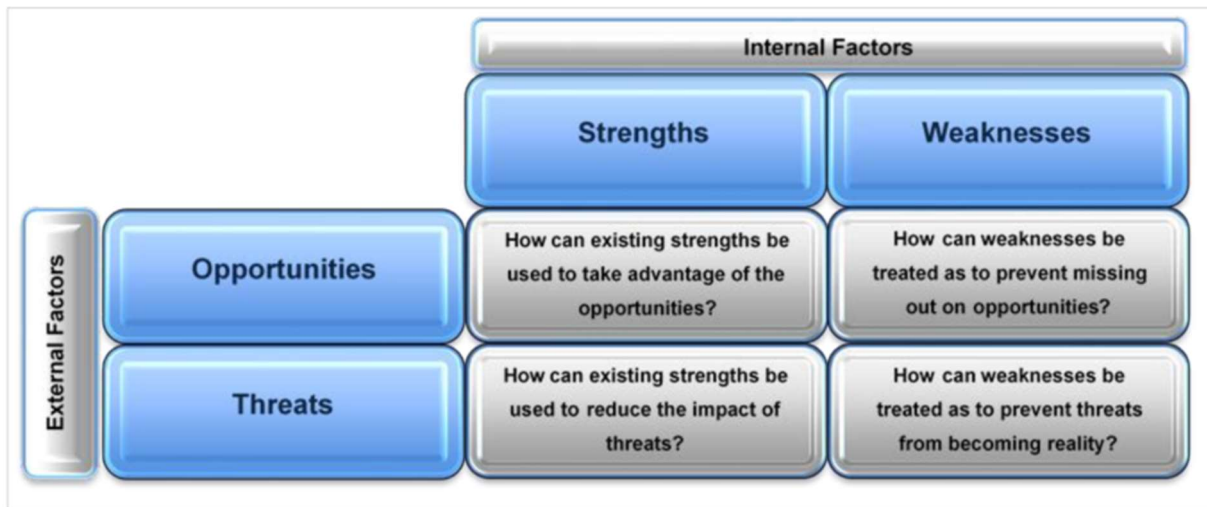 Internal Factors
Strengths
Weaknesses
External Factors
Opportunities
How can existing strengths be
used to take advantage of the
opportunities?
How can weaknesses be
treated as to prevent missing
out on opportunities?
Threats
How can existing strengths be
used to reduce the impact of
threats?
How can weaknesses be
treated as to prevent threats
from becoming reality?